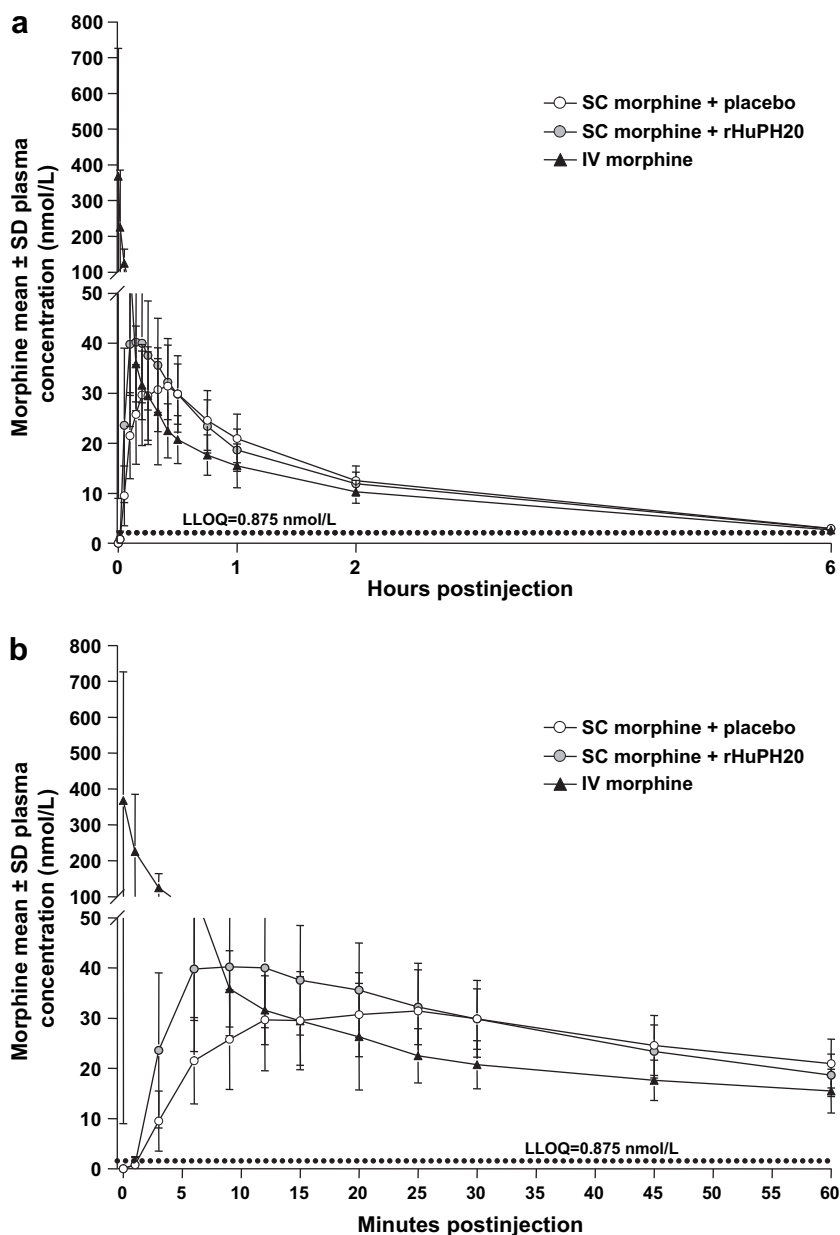 a
800
700
600
500
400
300
200
100
50
40
30
20
10
0
Morphine mean ± SD plasma
concentration (nmol/L)
SC morphine + placebo
SC morphine + rHuPH20
IV morphine
LLOQ=0.875 nmol/L
0 1 2 6
Hours postinjection
b
800
700
600
500
400
300
200
100
50
40
30
20
10
0
Morphine mean ± SD plasma
concentration (nmol/L)
SC morphine + placebo
SC morphine + rHuPH20
IV morphine
LLOQ=0.875 nmol/L
0 5 10 15 20 25 30 35 40 45 50 55 60
Minutes postinjection